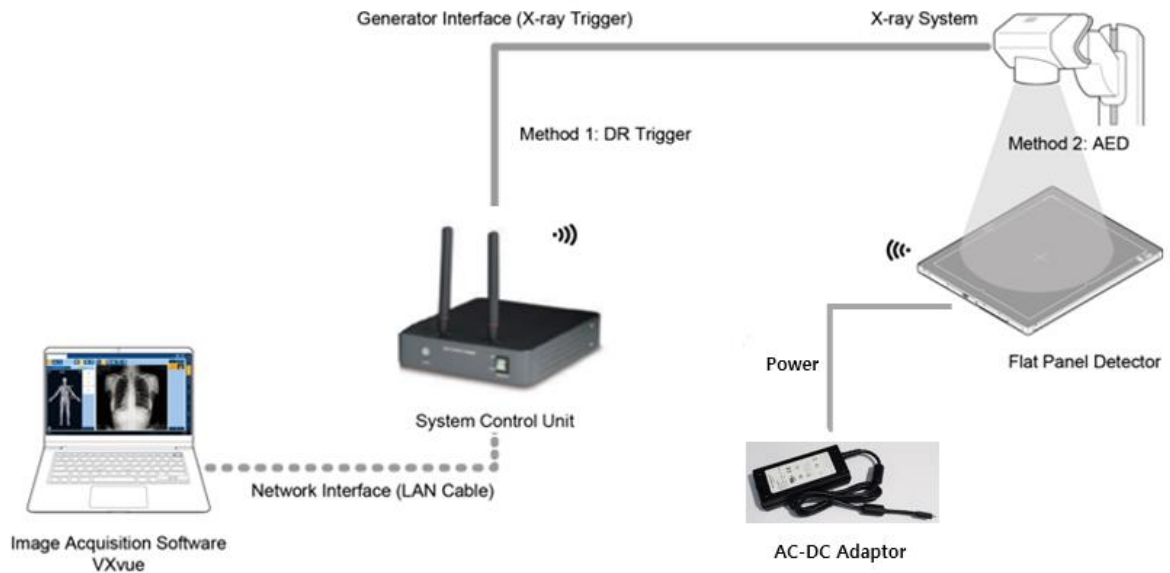 Generator Interface (X-ray Trigger)
X-ray System
Method 1: DR Trigger
Method 2: AED
Power
Flat Panel Detector
System Control Unit
Network Interface (LAN Cable)
Image Acquisition Software
VXvue
AC-DC Adaptor